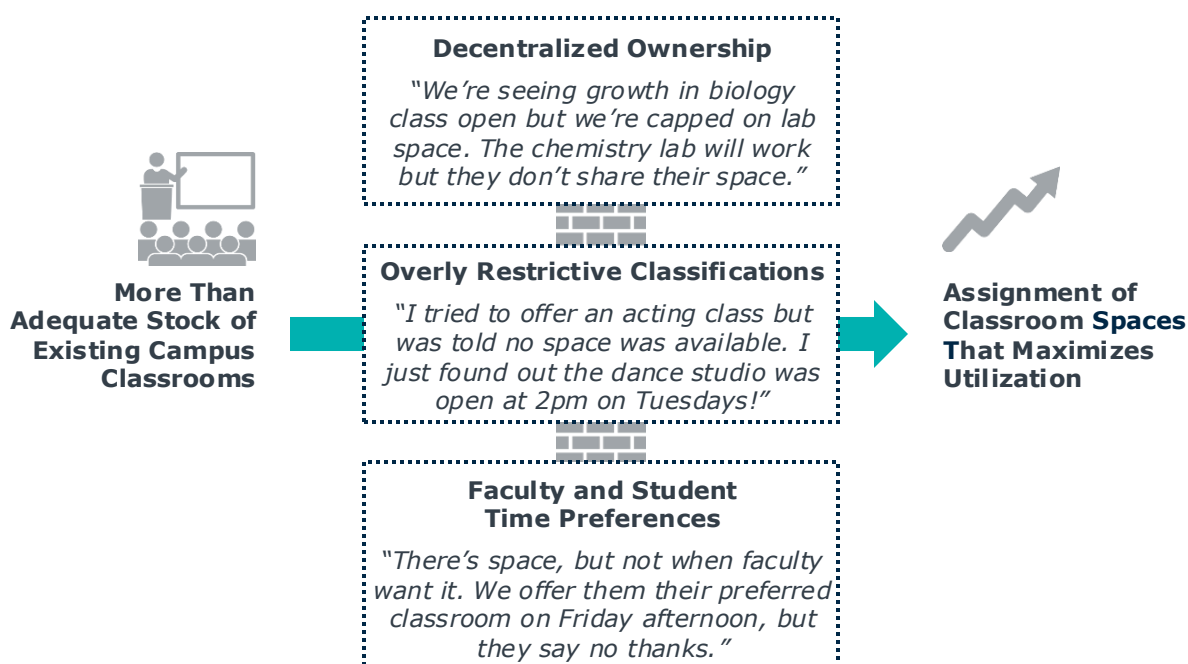 Decentralized Ownership
“We’re seeing growth in biology
class open but we’re capped on lab
space. The chemistry lab will work
but they don’t share their space.”
More Than
Adequate Stock of
Existing Campus
Classrooms
Overly Restrictive Classifications
“I tried to offer an acting class but
was told no space was available. I
just found out the dance studio was
open at 2pm on Tuesdays!”
Assignment of
Classroom Spaces
That Maximizes
Utilization
Faculty and Student
Time Preferences
“There’s space, but not when faculty
want it. We offer them their preferred
classroom on Friday afternoon, but
they say no thanks.”